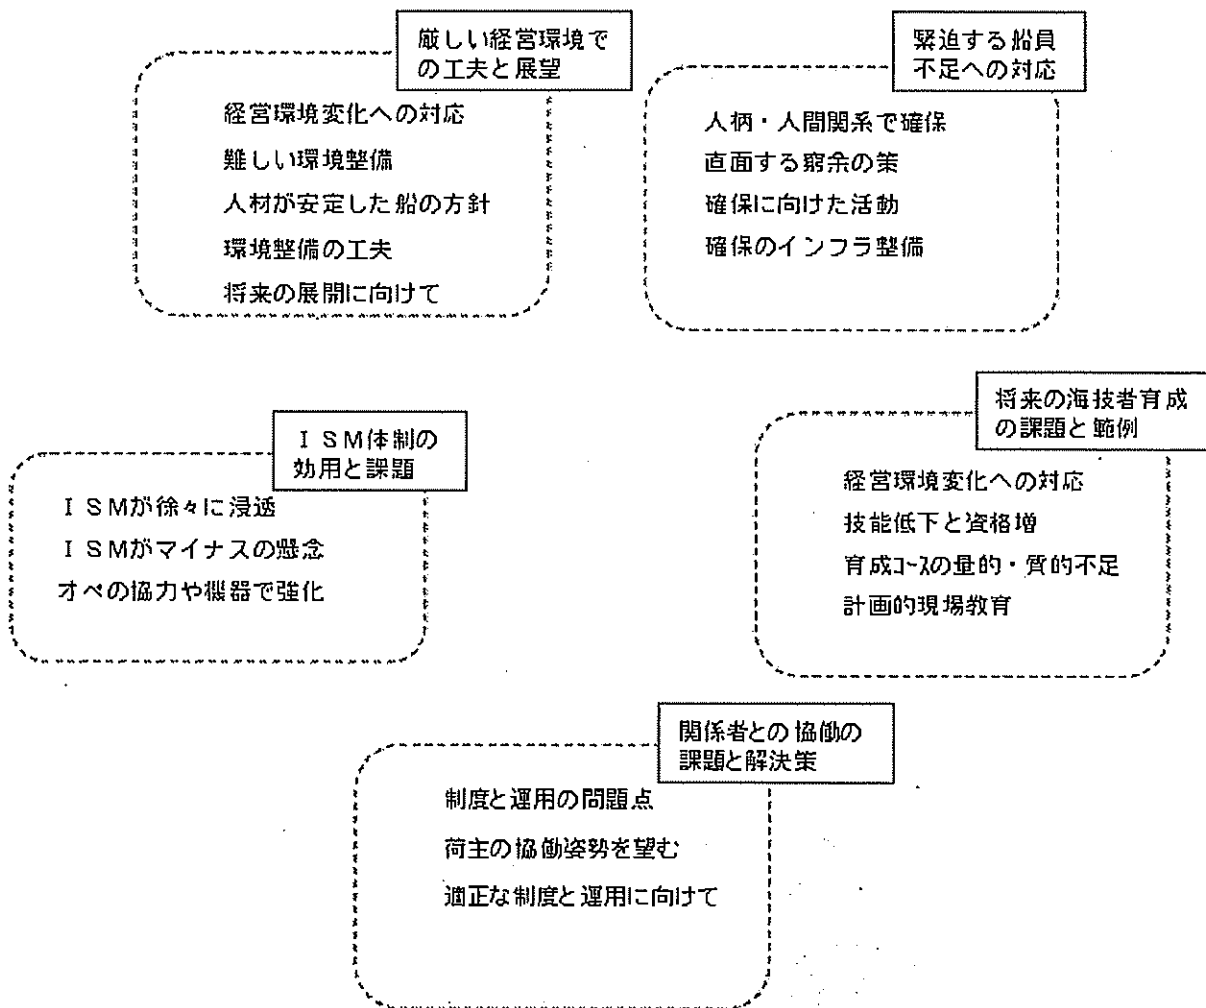 厳しい経営環境で
の工夫と展望
経営環境変化への対応
難しい環境整備
人材が安定した船の方針
環境整備の工夫
将来の展開に向けて
緊迫する船員
不足への対応
人柄・人間関係で確保
直面する窮余の策
確保に向けた活動
確保のインフラ整備
ＩＳＭ体制の
効用と課題
ＩＳＭが徐々に浸透
ＩＳＭがマイナスの懸念
オペの協力や機器で強化
将来の海技者育成
の課題と範例
経営環境変化への対応
技能低下と資格増
育成ｺｰｽの量的・質的不足
計画的現場教育
関係者との協働の
課題と解決策
制度と運用の問題点
荷主の協働姿勢を望む
適正な制度と運用に向けて